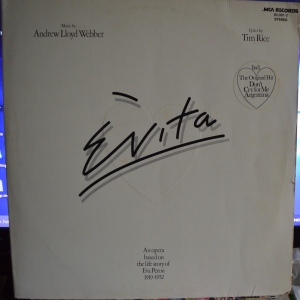 Music by
Andrew Lloyd Webber
Lyrics by
Tim Rice
MCA RECORDS
STEREO
Incl.
The Original Hit
Don't
Cry for Me
Argentina
Evita
An opera
based on
the life story of
Eva Peron
1919-1952